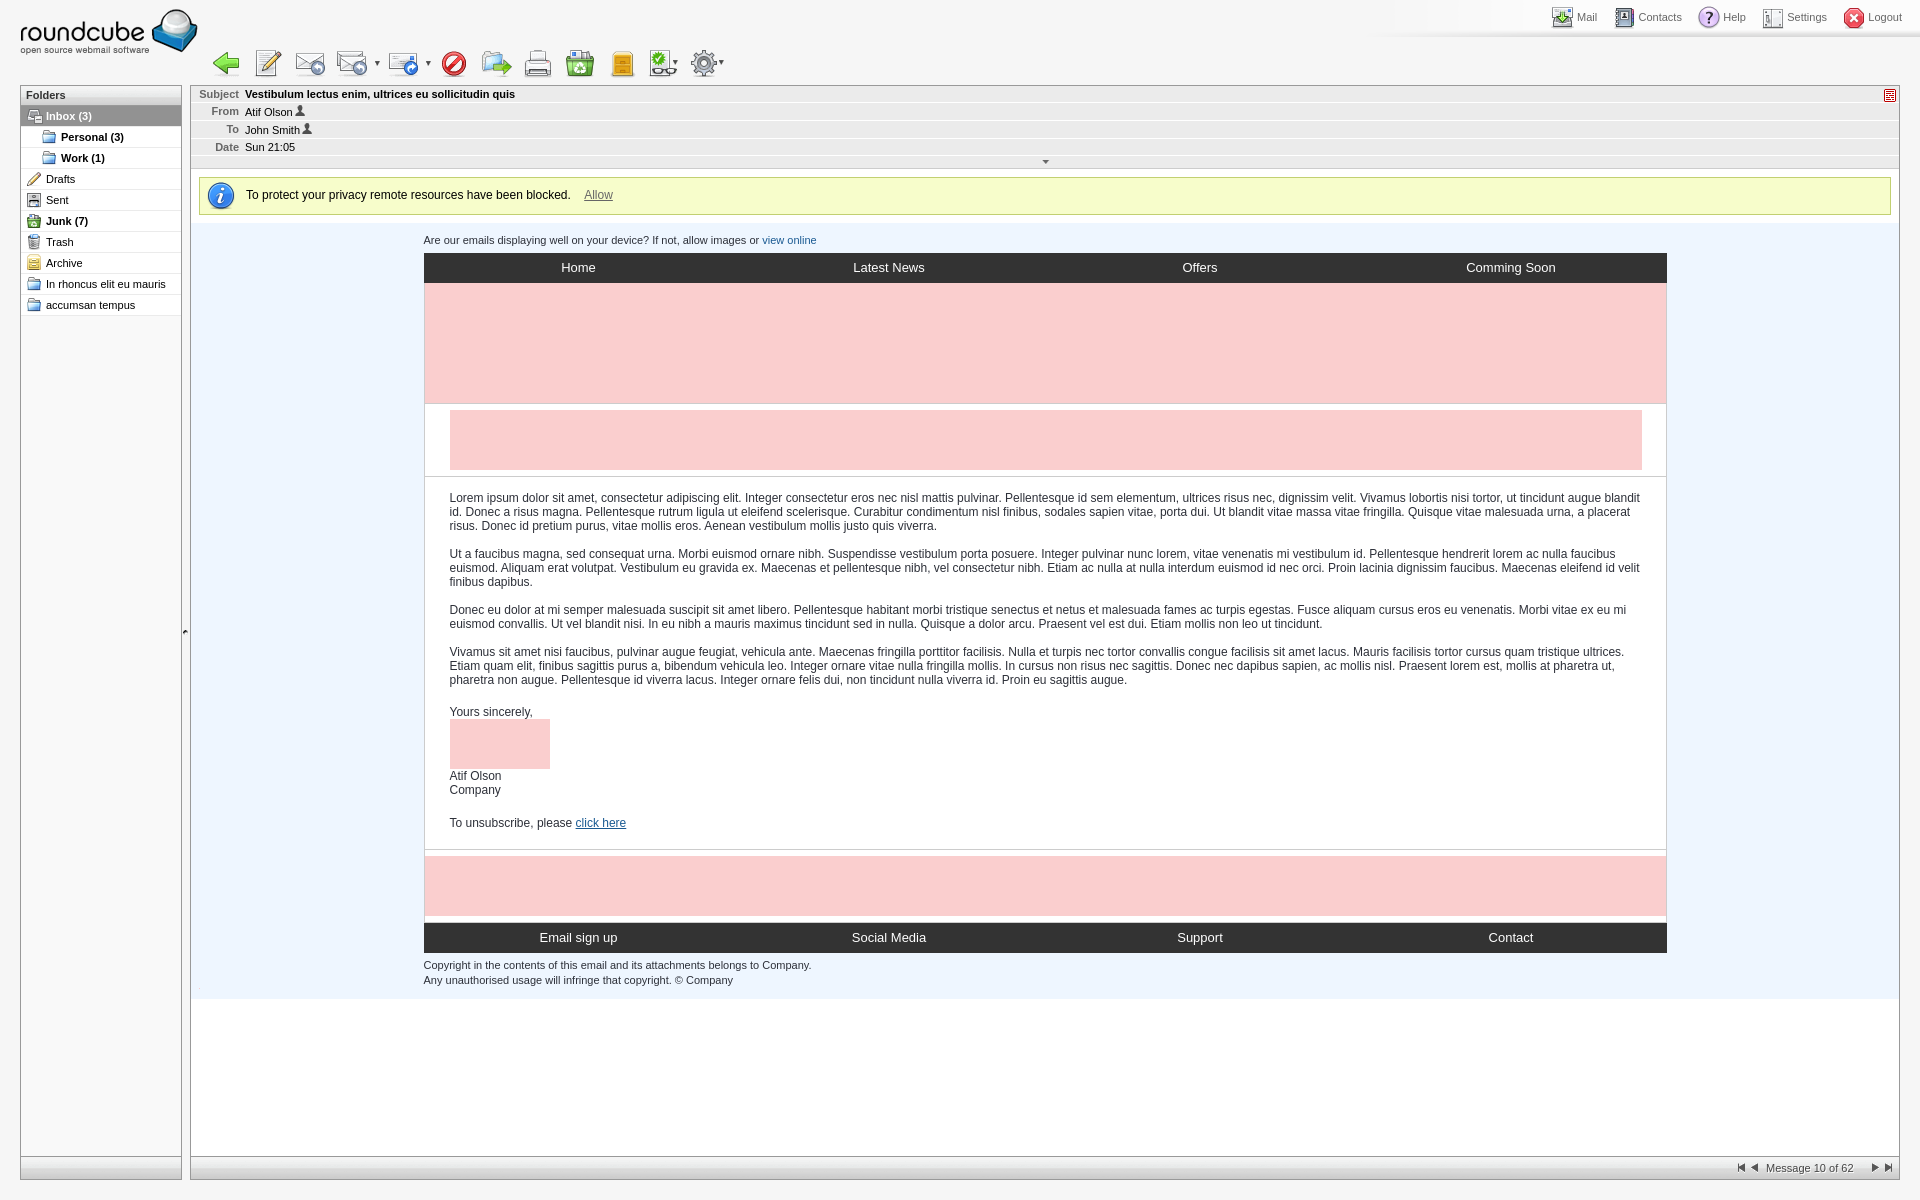 roundcube
open source webmail software
Mail
Contacts
Help
Settings
Logout
Folders
Inbox (3)
Personal (3)
Work (1)
Drafts
Sent
Junk (7)
Trash
Archive
In rhoncus elit eu mauris
accumsan tempus
Subject Vestibulum lectus enim, ultrices eu sollicitudin quis
From Atif Olson
To John Smith
Date Sun 21:05
To protect your privacy remote resources have been blocked. Allow
Are our emails displaying well on your device? If not, allow images or view online
Home Latest News Offers Comming Soon
Lorem ipsum dolor sit amet, consectetur adipiscing elit. Integer consectetur eros nec nisl mattis pulvinar. Pellentesque id sem elementum, ultrices risus nec, dignissim velit. Vivamus lobortis nisi tortor, ut tincidunt augue blandit
id. Donec a risus magna. Pellentesque rutrum ligula ut eleifend scelerisque. Curabitur condimentum nisl finibus, sodales sapien vitae, porta dui. Ut blandit vitae massa vitae fringilla. Quisque vitae malesuada urna, a placerat
risus. Donec id pretium purus, vitae mollis eros. Aenean vestibulum mollis justo quis viverra.
Ut a faucibus magna, sed consequat urna. Morbi euismod ornare nibh. Suspendisse vestibulum porta posuere. Integer pulvinar nunc lorem, vitae venenatis mi vestibulum id. Pellentesque hendrerit lorem ac nulla faucibus
euismod. Aliquam erat volutpat. Vestibulum eu gravida ex. Maecenas et pellentesque nibh, vel consectetur nibh. Etiam ac nulla at nulla interdum euismod id nec orci. Proin lacinia dignissim faucibus. Maecenas eleifend id velit
finibus dapibus.
Donec eu dolor at mi semper malesuada suscipit sit amet libero. Pellentesque habitant morbi tristique senectus et netus et malesuada fames ac turpis egestas. Fusce aliquam cursus eros eu venenatis. Morbi vitae ex eu mi
euismod convallis. Ut vel blandit nisi. In eu nibh a mauris maximus tincidunt sed in nulla. Quisque a dolor arcu. Praesent vel est dui. Etiam mollis non leo ut tincidunt.
Vivamus sit amet nisi faucibus, pulvinar augue feugiat, vehicula ante. Maecenas fringilla porttitor facilisis. Nulla et turpis nec tortor convallis congue facilisis sit amet lacus. Mauris facilisis tortor cursus quam tristique ultrices.
Etiam quam elit, finibus sagittis purus a, bibendum vehicula leo. Integer ornare vitae nulla fringilla mollis. In cursus non risus nec sagittis. Donec nec dapibus sapien, ac mollis nisl. Praesent lorem est, mollis at pharetra ut,
pharetra non augue. Pellentesque id viverra lacus. Integer ornare felis dui, non tincidunt nulla viverra id. Proin eu sagittis augue.
Yours sincerely,
Atif Olson
Company
To unsubscribe, please click here
Email sign up Social Media Support Contact
Copyright in the contents of this email and its attachments belongs to Company.
Any unauthorised usage will infringe that copyright. © Company
Message 10 of 62